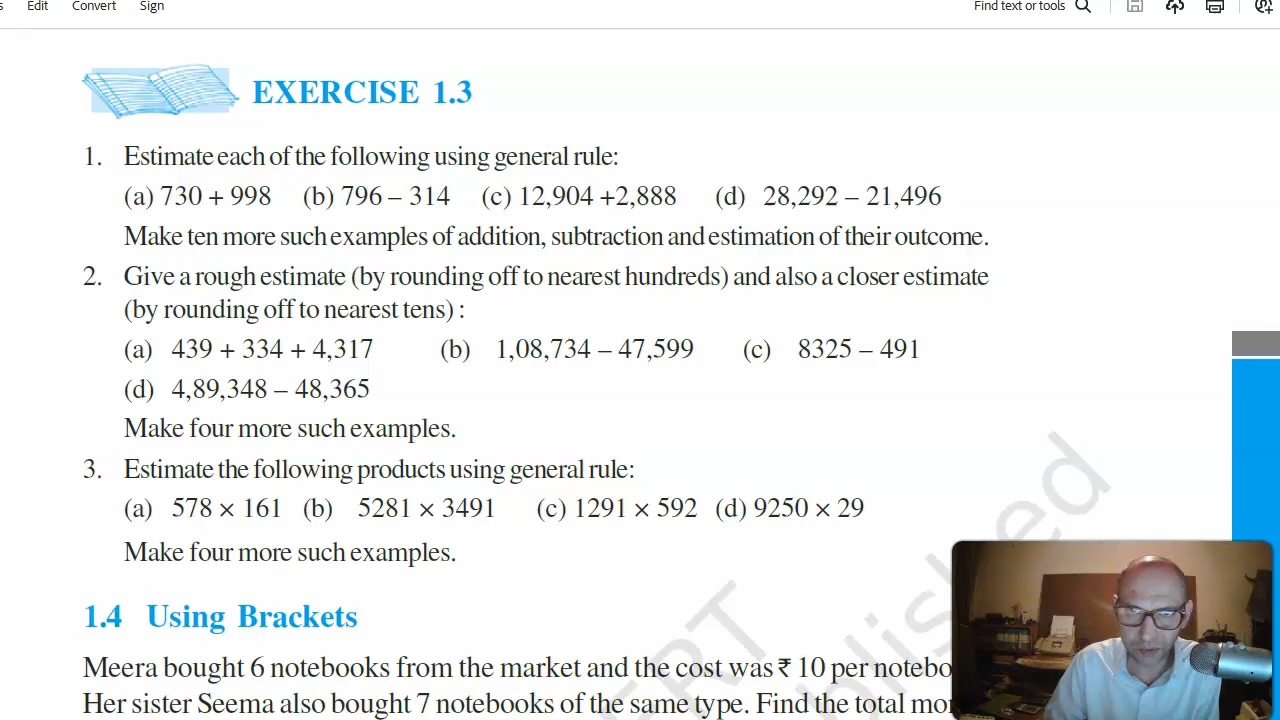 Edit Convert Sign Find text or tools
EXERCISE 1.3
1. Estimate each of the following using general rule:
(a) 730 + 998 (b) 796 – 314 (c) 12,904 +2,888 (d) 28,292 – 21,496
Make ten more such examples of addition, subtraction and estimation of their outcome.
2. Give a rough estimate (by rounding off to nearest hundreds) and also a closer estimate
(by rounding off to nearest tens) :
(a) 439 + 334 + 4,317 (b) 1,08,734 – 47,599 (c) 8325 – 491
(d) 4,89,348 – 48,365
Make four more such examples.
3. Estimate the following products using general rule:
(a) 578 × 161 (b) 5281 × 3491 (c) 1291 × 592 (d) 9250 × 29
Make four more such examples.
1.4 Using Brackets
Meera bought 6 notebooks from the market and the cost was ₹ 10 per
Her sister Seema also bought 7 notebooks of the same type. Find the total